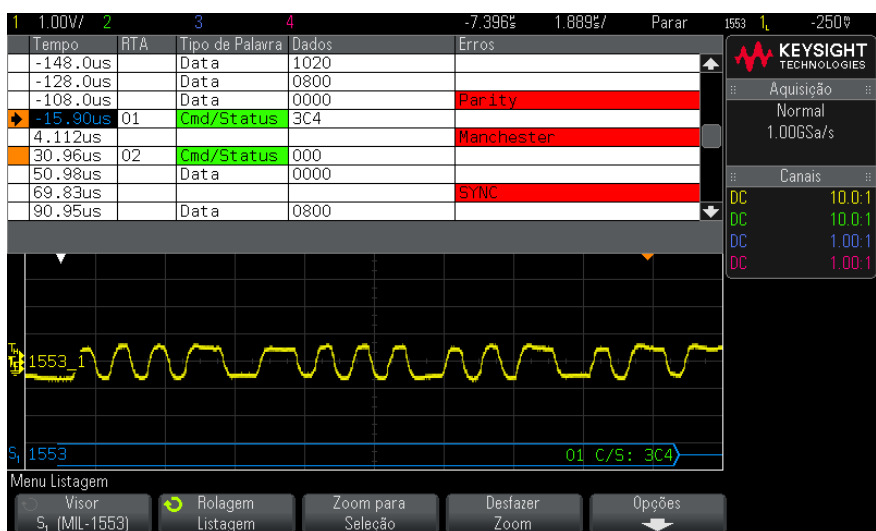 1 1.00V/ 2 3 4 -7.396 1.889 Parar 1553 1 -250
Tempo RTA Tipo de Palavra Dados Erros
-148.0us Data 1020
-128.0us Data 0800
-108.0us Data 0000 Parity
-15.90us 01 Cmd/Status 3C4
4.112us Manchester
30.96us 02 Cmd/Status 000
50.98us Data 0000
69.83us SYNC
90.95us Data 0800
KEYSIGHT
TECHNOLOGIES
Aquisição
Normal
1.00GSa/s
Canais
DC 10.0:1
DC 10.0:1
DC 1.00:1
DC 1.00:1
1553_1
S1 1553 01 C/S: 3C4
Menu Listagem
Visor
S1 (MIL-1553)
Rolagem
Listagem
Zoom para
Seleção
Desfazer
Zoom
Opções